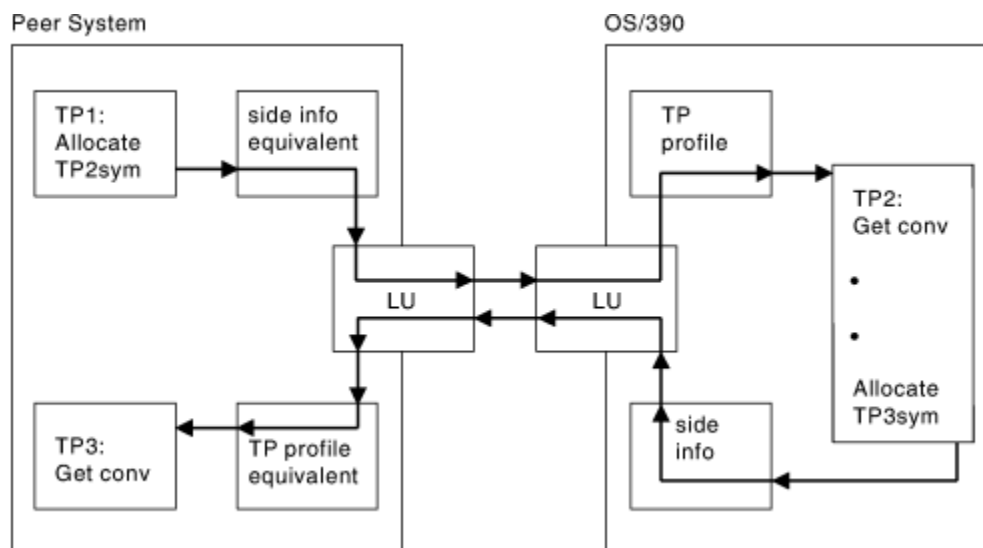 Peer System
OS/390
TP1:
Allocate
TP2sym
side info
equivalent
TP
profile
TP2:
Get conv
LU
LU
Allocate
TP3sym
TP3:
Get conv
TP profile
equivalent
side
info